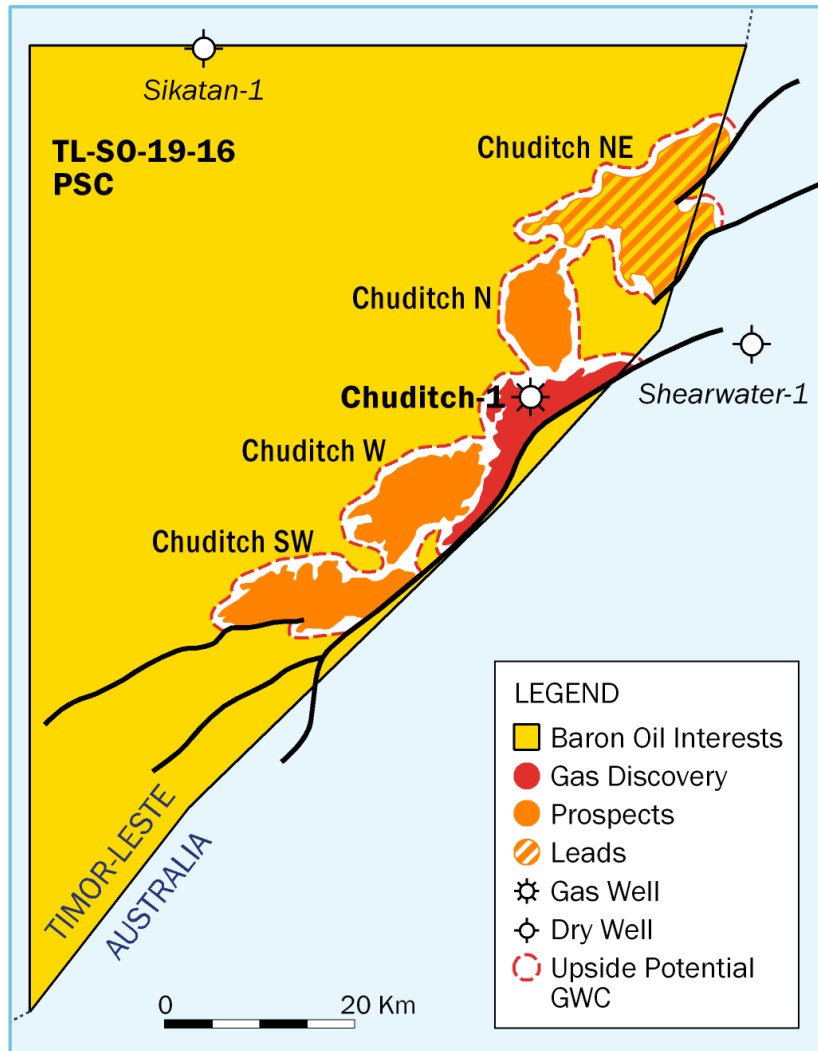 Sikatan-1
TL-SO-19-16
PSC
Chuditch NE
Chuditch N
Chuditch-1
Shearwater-1
Chuditch W
Chuditch SW
TIMOR-LESTE
AUSTRALIA
0 20 Km
LEGEND
Baron Oil Interests
Gas Discovery
Prospects
Leads
Gas Well
Dry Well
Upside Potential
GWC